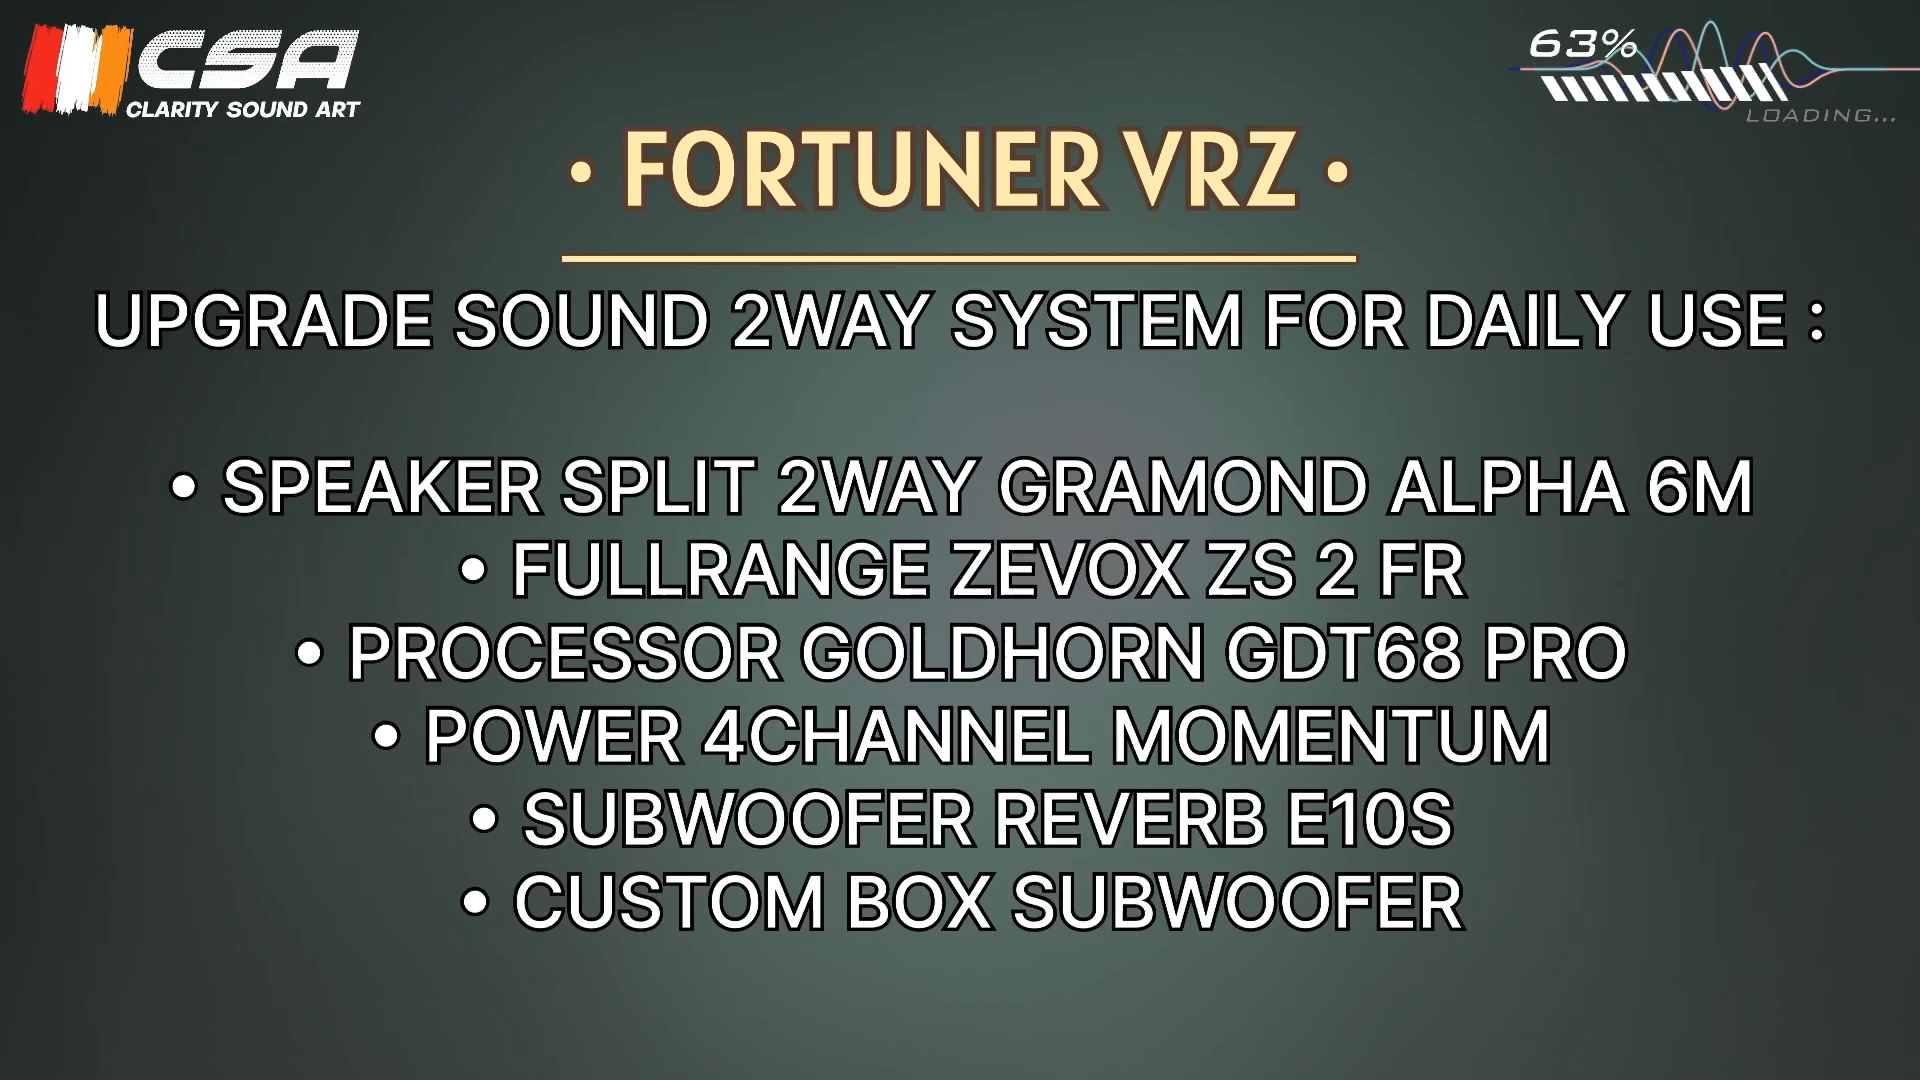 CSA
CLARITY SOUND ART
63%
LOADING...
• FORTUNER VRZ •
UPGRADE SOUND 2WAY SYSTEM FOR DAILY USE :
• SPEAKER SPLIT 2WAY GRAMOND ALPHA 6M
• FULLRANGE ZEVOX ZS 2 FR
• PROCESSOR GOLDHORN GDT68 PRO
• POWER 4CHANNEL MOMENTUM
• SUBWOOFER REVERB E10S
• CUSTOM BOX SUBWOOFER